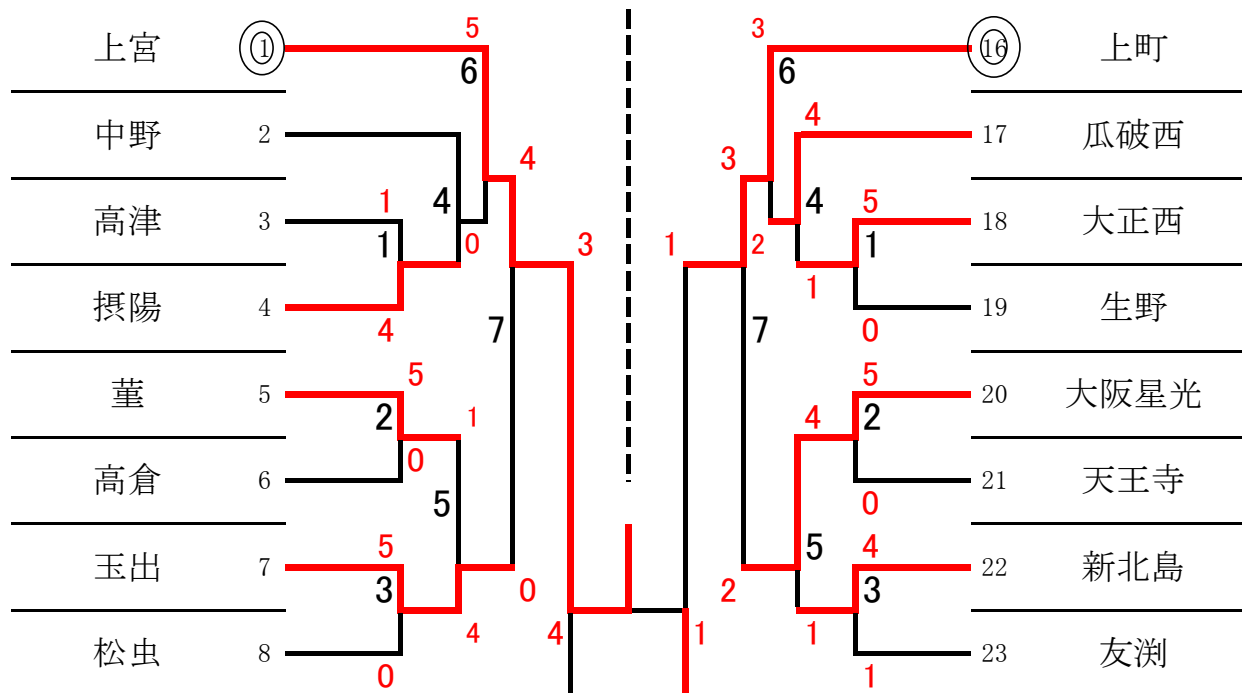 5 3
上宮 ① 6 6 ⑯ 上町
中野 2 4 3 4 17 瓜破西
1 4 4 5
高津 3 1 0 3 1 2 1 18 大正西
摂陽 4 4 1 0 19 生野
7 7
5 5
菫 5 2 1 4 2 20 大阪星光
0
高倉 6 5 0 21 天王寺
5 5 4
玉出 7 3 0 2 3 22 新北島
4 4 1 1
松虫 8 0 1 23 友渕